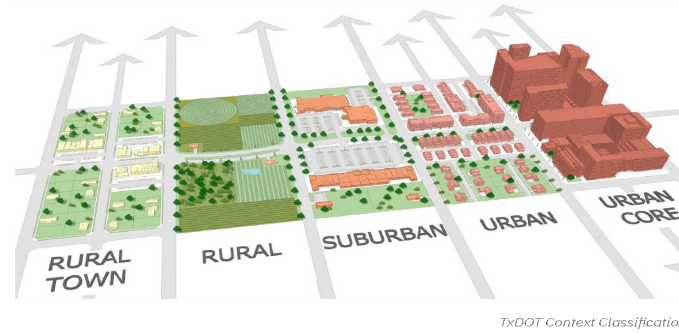 RURAL
TOWN
RURAL
SUBURBAN
URBAN
URBAN
CORE
TxDOT Context Classificatio